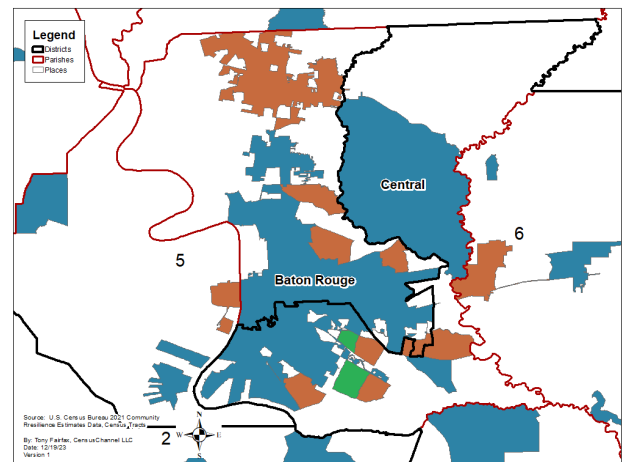 Legend
Districts
Parishes
Places
Central
6
5
Baton Rouge
Source: U.S. Census Bureau 2021 Community
Rresilience Estimates Data, Census Tracts
By: Tony Fairfax, CensusChannel LLC
Date: 12/19/23
Version 1
2
N
W
E
S